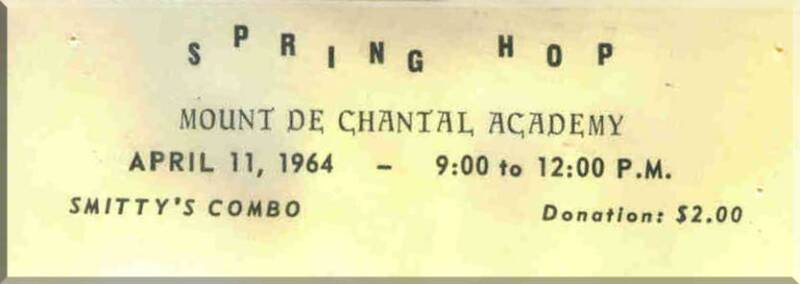 SPRING HOP
MOUNT DE CHANTAL ACADEMY
APRIL 11, 1964 - 9:00 to 12:00 P.M.
SMITTY'S COMBO Donation: $2.00